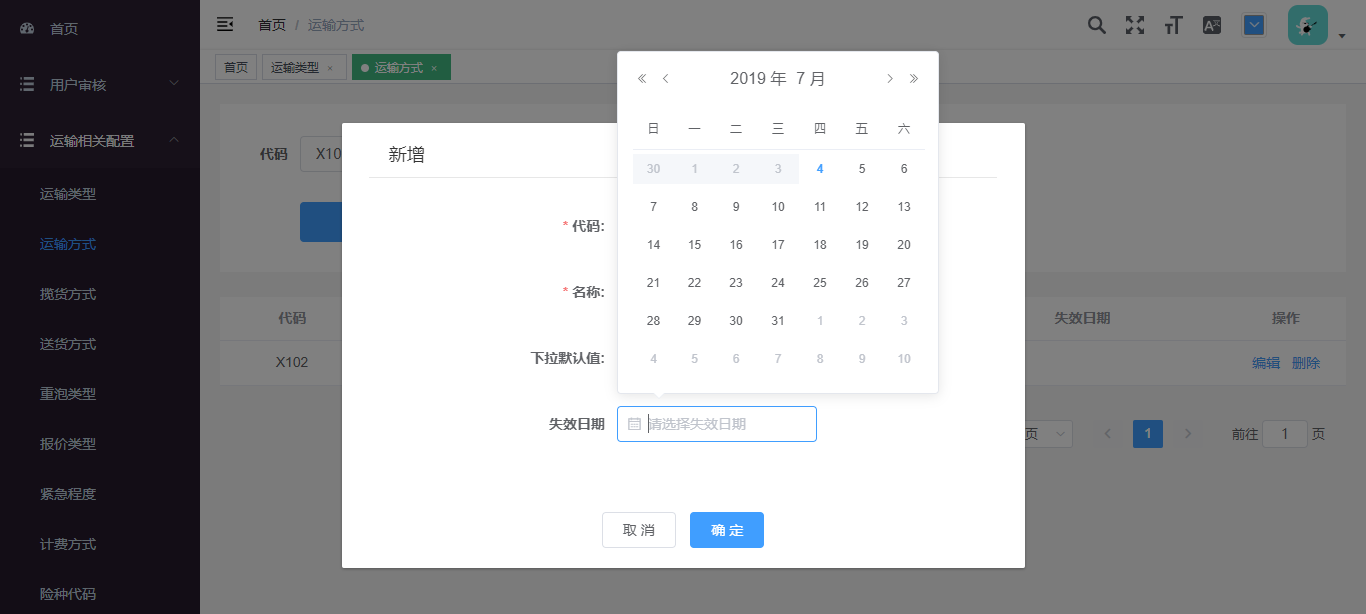 首页
用户审核
运输相关配置
运输类型
运输方式
揽货方式
送货方式
重泡类型
报价类型
紧急程度
计费方式
险种代码
首页 / 运输方式
首页 运输类型 × 运输方式 ×
代码 X10
代码 失效日期 操作
X102 编辑 删除
页 1 前往 1 页
新增
* 代码:
* 名称:
下拉默认值:
失效日期 请选择失效日期
取 消 确 定
2019 年 7 月
日 一 二 三 四 五 六
30 1 2 3 4 5 6
7 8 9 10 11 12 13
14 15 16 17 18 19 20
21 22 23 24 25 26 27
28 29 30 31 1 2 3
4 5 6 7 8 9 10